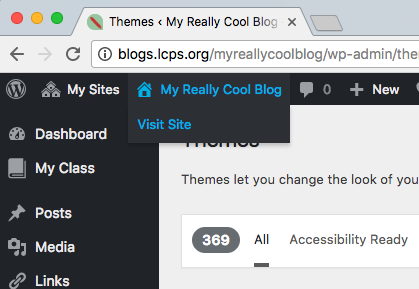 Themes ‹ My Really Cool Blog
blogs.lcps.org/myreallycoolblog/wp-admin/the
My Sites My Really Cool Blog 0 + New
Visit Site
Dashboard
My Class
Posts
Media
Links
Themes
Themes let you change the look of you
369 All Accessibility Ready